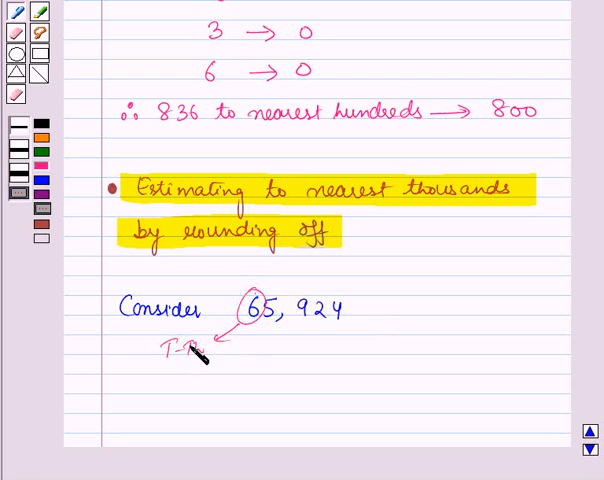 3 → 0
6 → 0
∴ 836 to nearest hundreds → 800
• Estimating to nearest thousands
by rounding off
Consider 65, 924
T-Th